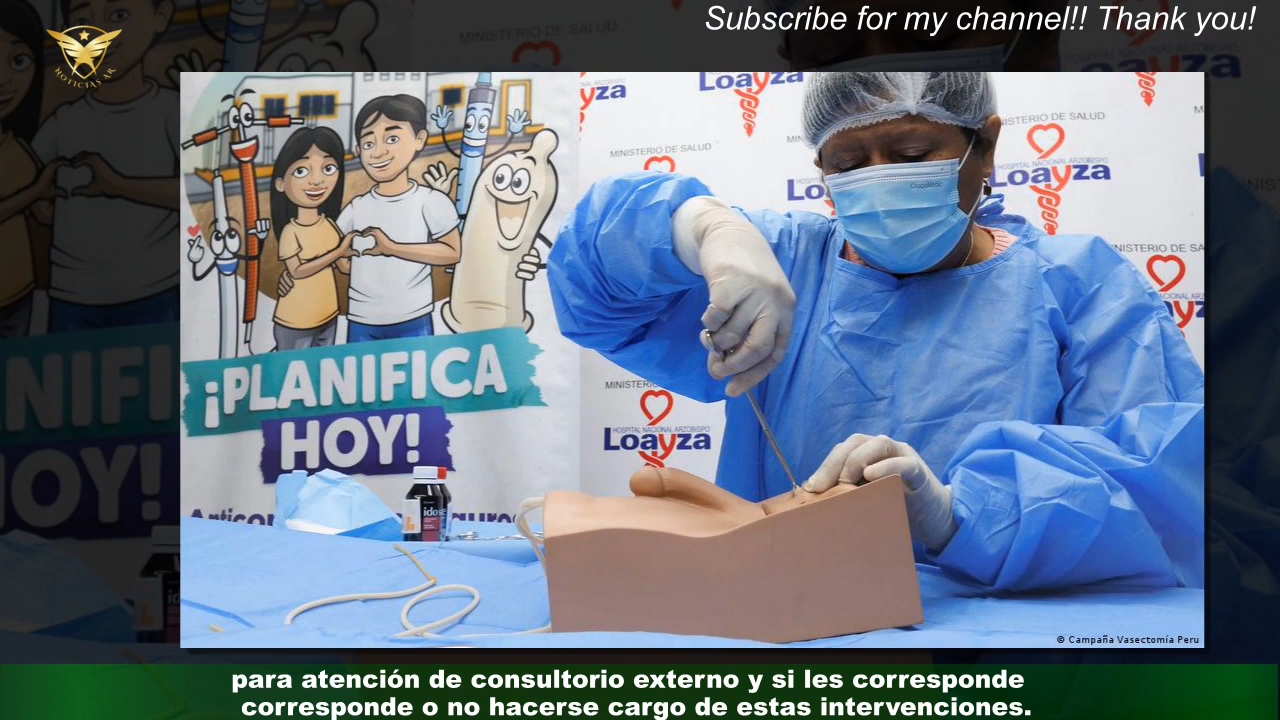 Subscribe for my channel!! Thank you!
NOTICIAS AR
MINISTERIO DE SALUD
Loayza
MINISTERIO DE SALUD
MINISTERIO DE SALUD
HOSPITAL NACIONAL ARZOBISPO
Loayza
MINISTERIO DE
HOSPITAL NACIONAL ARZOBISPO
Loayza
¡PLANIFICA
HOY!
© Campaña Vasectomía Peru
para atención de consultorio externo y si les corresponde
corresponde o no hacerse cargo de estas intervenciones.